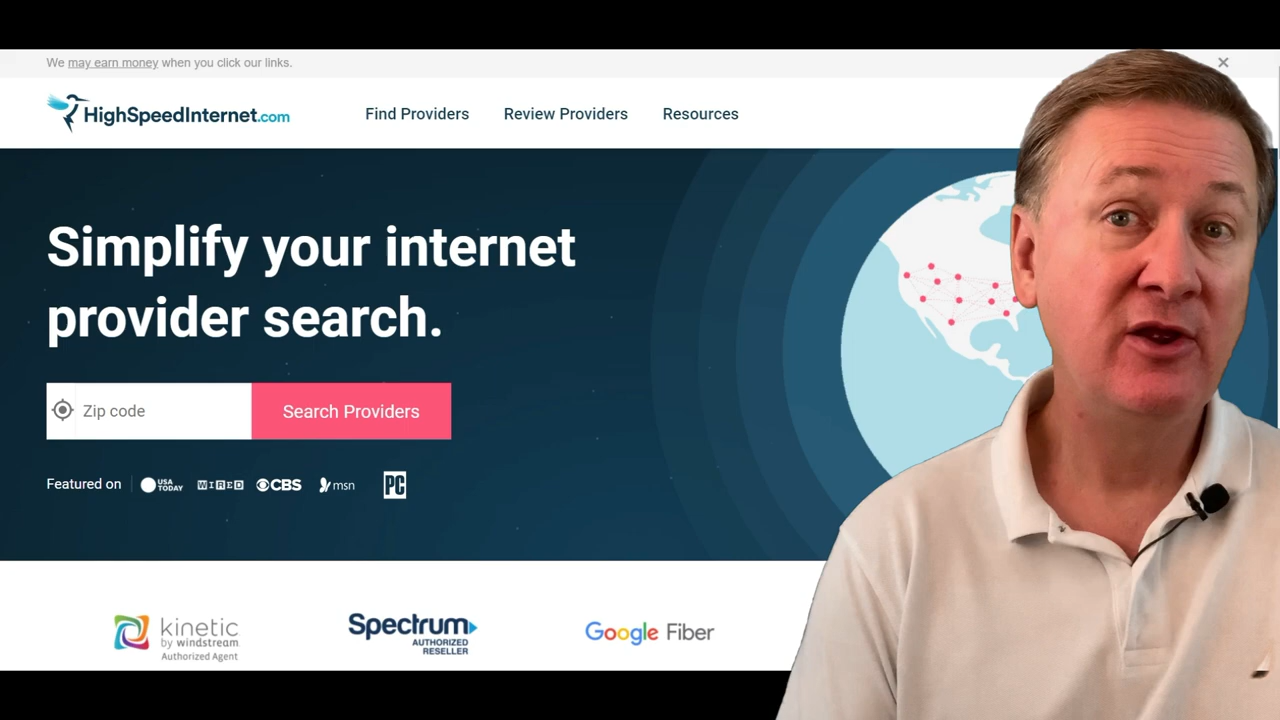 We may earn money when you click our links.
HighSpeedInternet.com
Find Providers
Review Providers
Resources
Simplify your internet
provider search.
Zip code
Search Providers
Featured on
USA
TODAY
WIRED
CBS
msn
PC
kinetic
by windstream
Authorized Agent
Spectrum
AUTHORIZED
RESELLER
Google Fiber